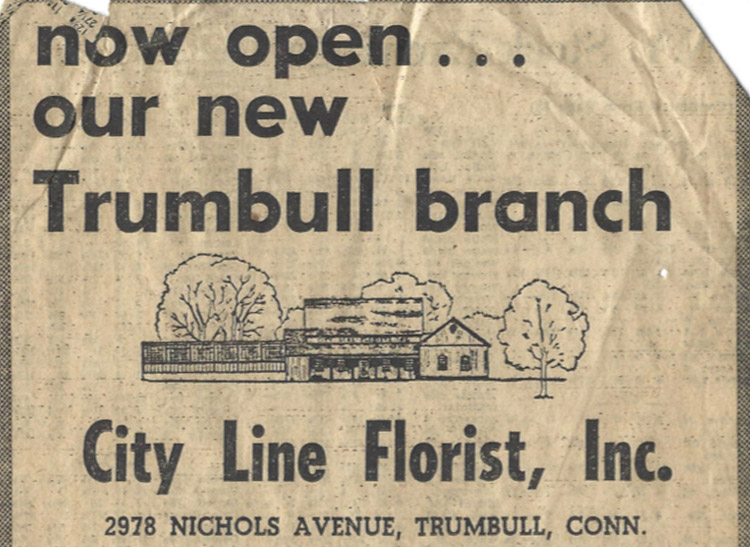 now open...
our new
Trumbull branch
City Line Florist, Inc.
2978 NICHOLS AVENUE, TRUMBULL, CONN.